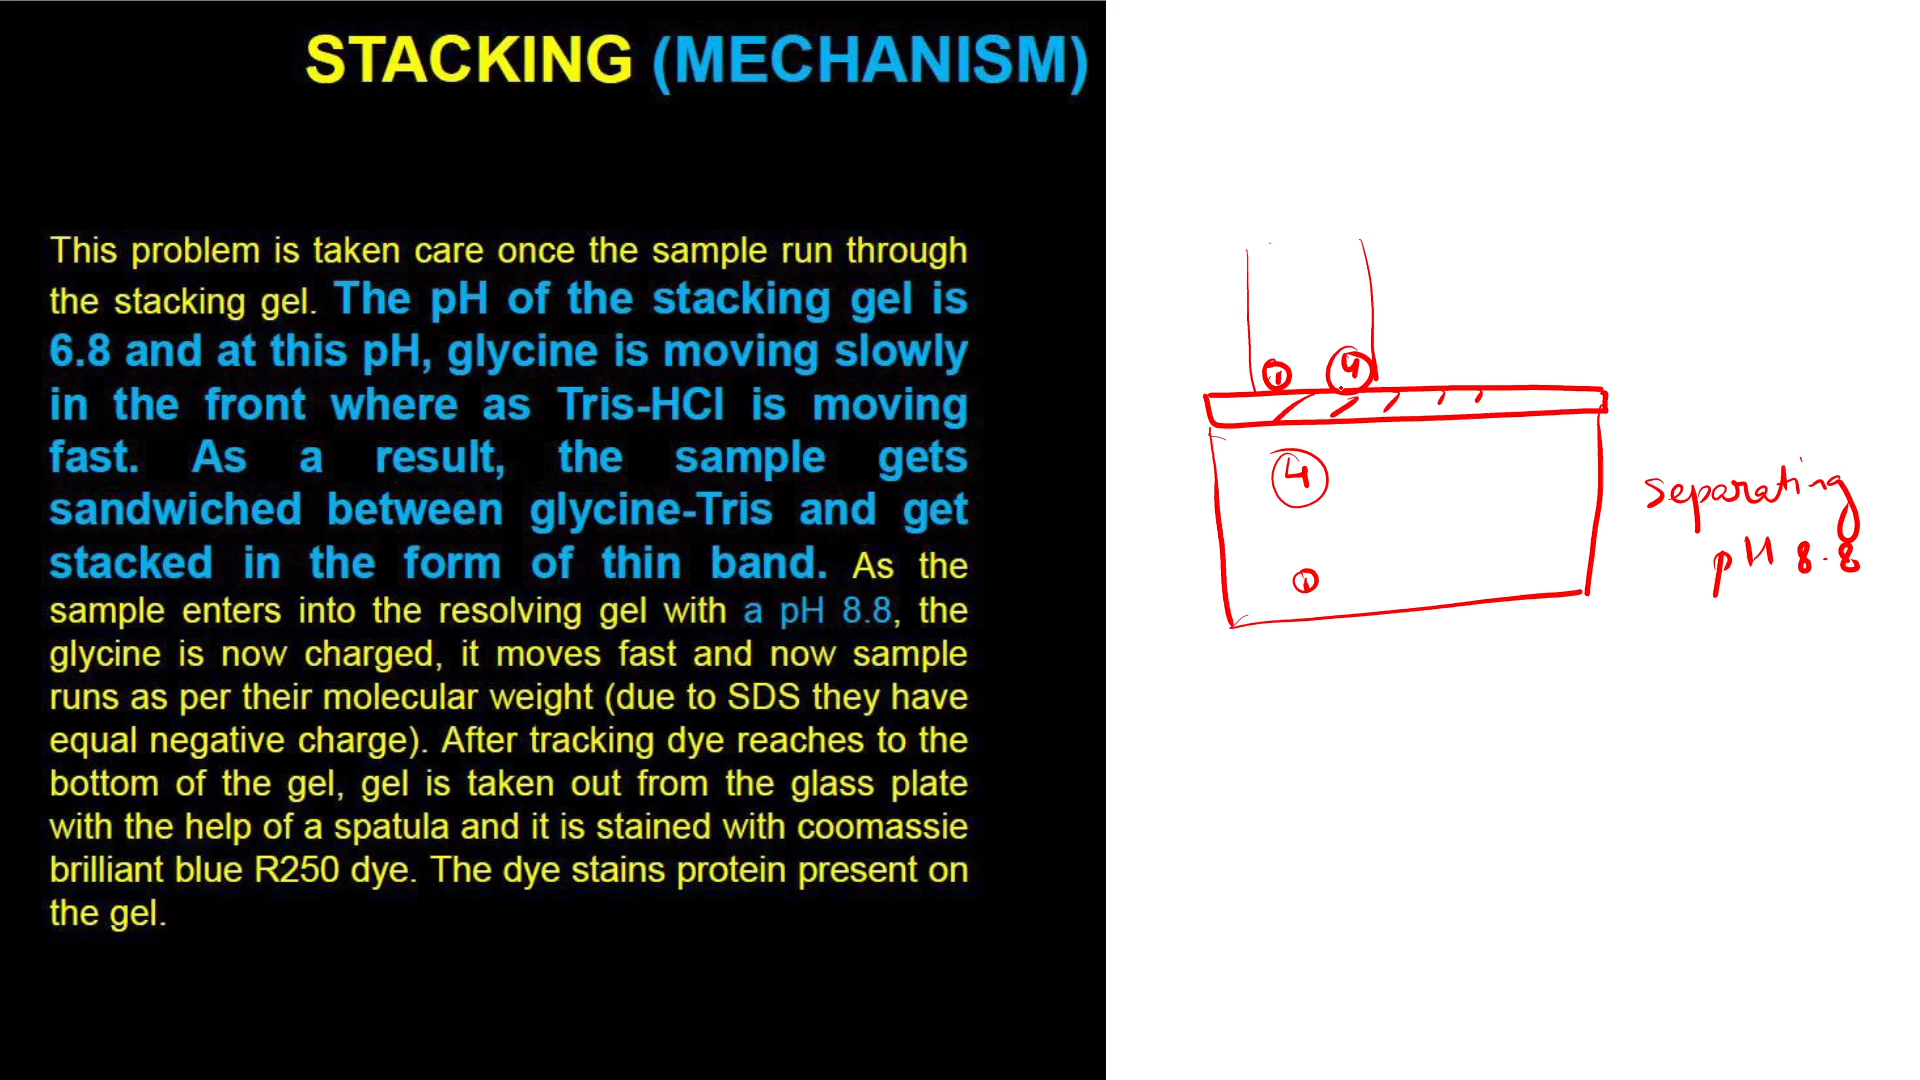 STACKING (MECHANISM)
This problem is taken care once the sample run through
the stacking gel. The pH of the stacking gel is
6.8 and at this pH, glycine is moving slowly
in the front where as Tris-HCl is moving
fast. As a result, the sample gets
sandwiched between glycine-Tris and get
stacked in the form of thin band. As the
sample enters into the resolving gel with a pH 8.8, the
glycine is now charged, it moves fast and now sample
runs as per their molecular weight (due to SDS they have
equal negative charge). After tracking dye reaches to the
bottom of the gel, gel is taken out from the glass plate
with the help of a spatula and it is stained with coomassie
brilliant blue R250 dye. The dye stains protein present on
the gel.
1 4
4
1
separating
pH 8.8